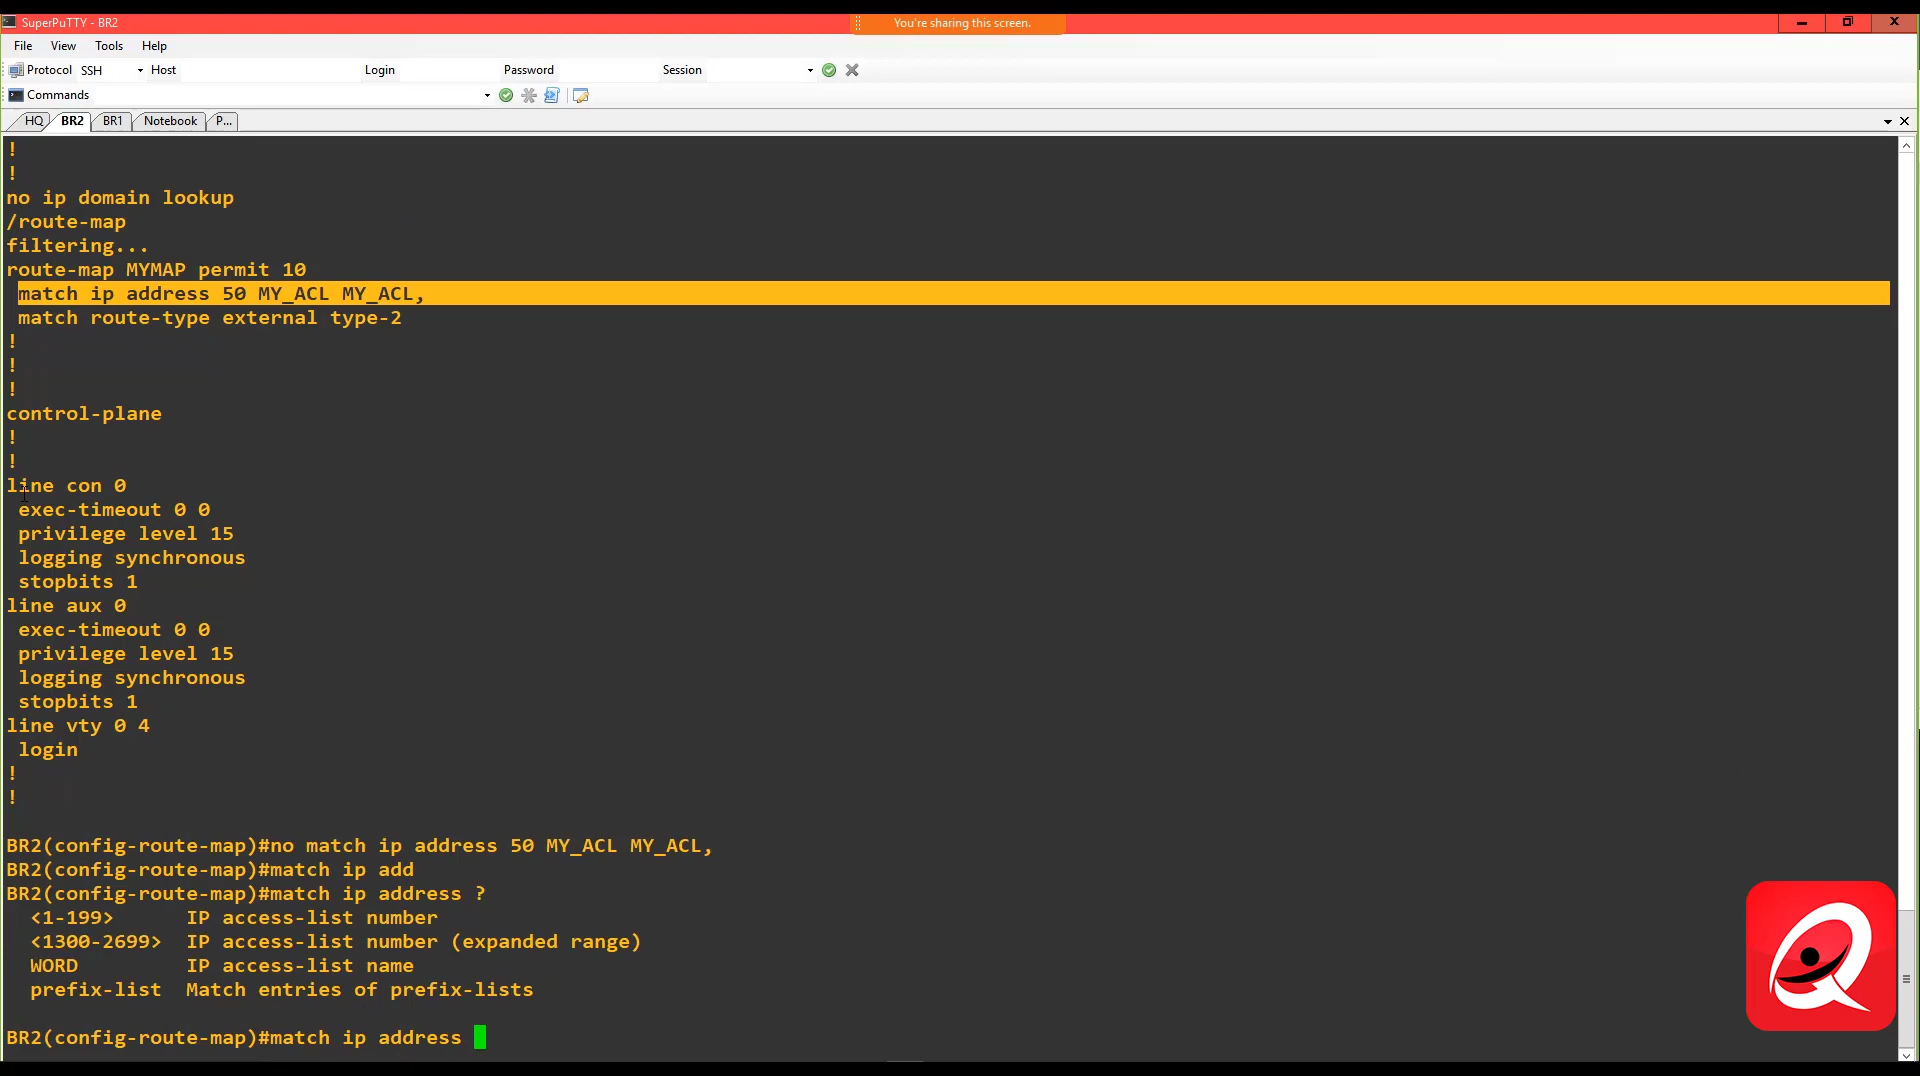 SuperPuTTY - BR2
You're sharing this screen.
File View Tools Help
Protocol SSH Host Login Password Session
Commands
HQ BR2 BR1 Notebook P...
!
!
no ip domain lookup
/route-map
filtering...
route-map MYMAP permit 10
match ip address 50 MY_ACL MY_ACL,
match route-type external type-2
!
!
!
control-plane
!
!
line con 0
exec-timeout 0 0
privilege level 15
logging synchronous
stopbits 1
line aux 0
exec-timeout 0 0
privilege level 15
logging synchronous
stopbits 1
line vty 0 4
login
!
!
BR2(config-route-map)#no match ip address 50 MY_ACL MY_ACL,
BR2(config-route-map)#match ip add
BR2(config-route-map)#match ip address ?
<1-199> IP access-list number
<1300-2699> IP access-list number (expanded range)
WORD IP access-list name
prefix-list Match entries of prefix-lists
BR2(config-route-map)#match ip address